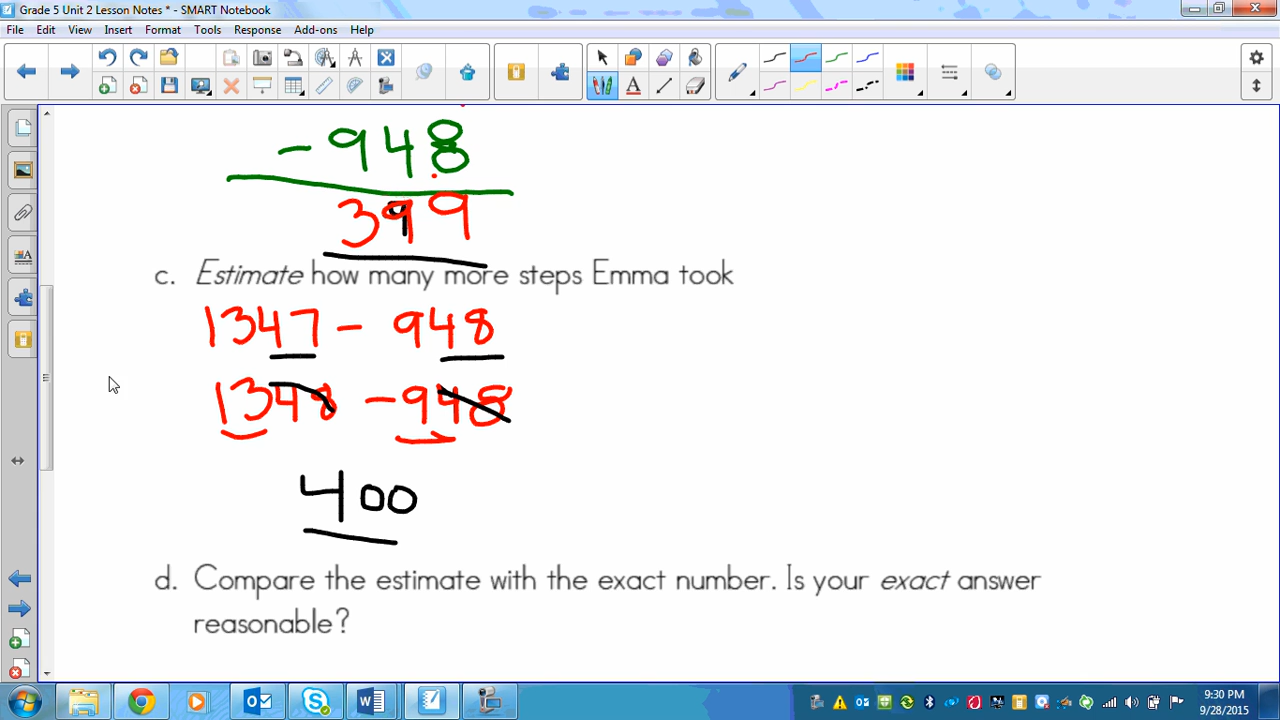 Grade 5 Unit 2 Lesson Notes * - SMART Notebook
File Edit View Insert Format Tools Response Add-ons Help
- 948
399
c. Estimate how many more steps Emma took
1347 - 948
1348 - 948
400
d. Compare the estimate with the exact number. Is your exact answer
reasonable?
9:30 PM
9/28/2015